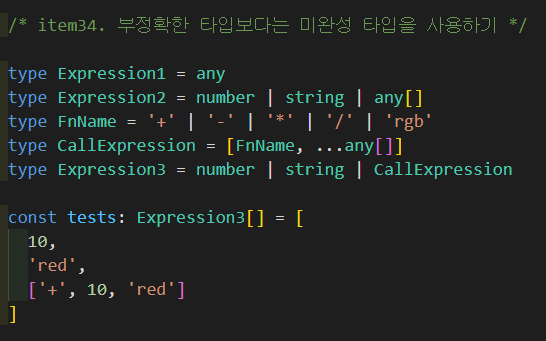 /* item34. 부정확한 타입보다는 미완성 타입을 사용하기 */
type Expression1 = any
type Expression2 = number | string | any[]
type FnName = '+' | '-' | '*' | '/' | 'rgb'
type CallExpression = [FnName, ...any[]]
type Expression3 = number | string | CallExpression
const tests: Expression3[] = [
  10,
  'red',
  ['+', 10, 'red']
]